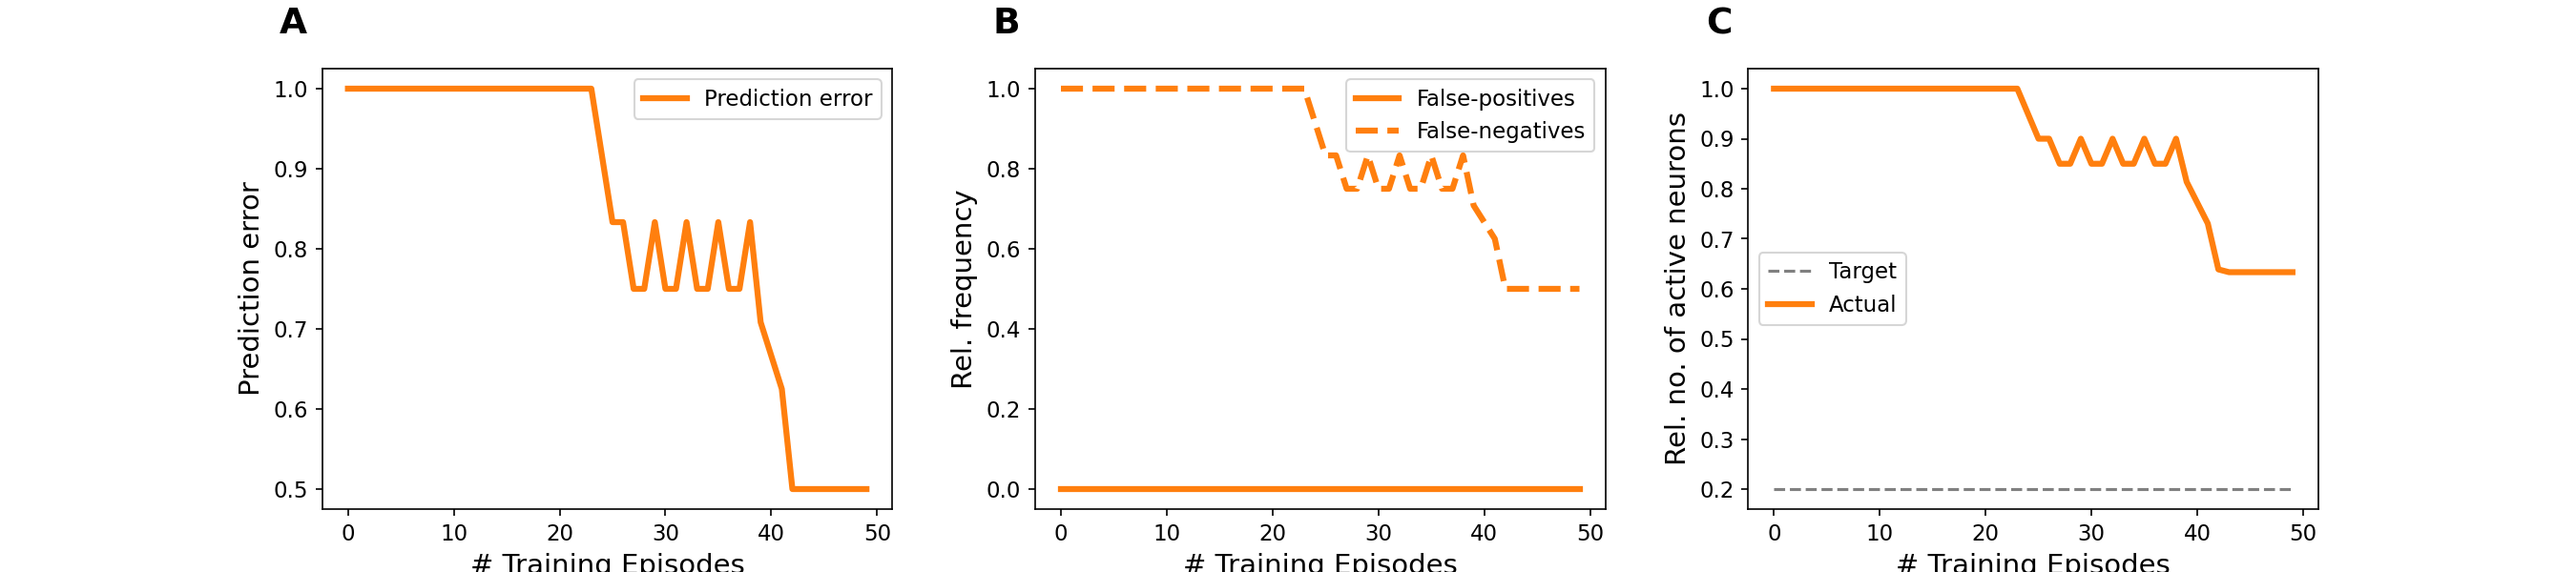 A
Prediction error
1.0
0.9
0.8
0.7
0.6
0.5
Prediction error
0 10 20 30 40 50
# Training Episodes
B
False-positives
False-negatives
1.0
0.8
0.6
0.4
0.2
0.0
Rel. frequency
0 10 20 30 40 50
# Training Episodes
C
1.0
0.9
0.8
0.7
0.6
0.5
0.4
0.3
0.2
Rel. no. of active neurons
Target
Actual
0 10 20 30 40 50
# Training Episodes